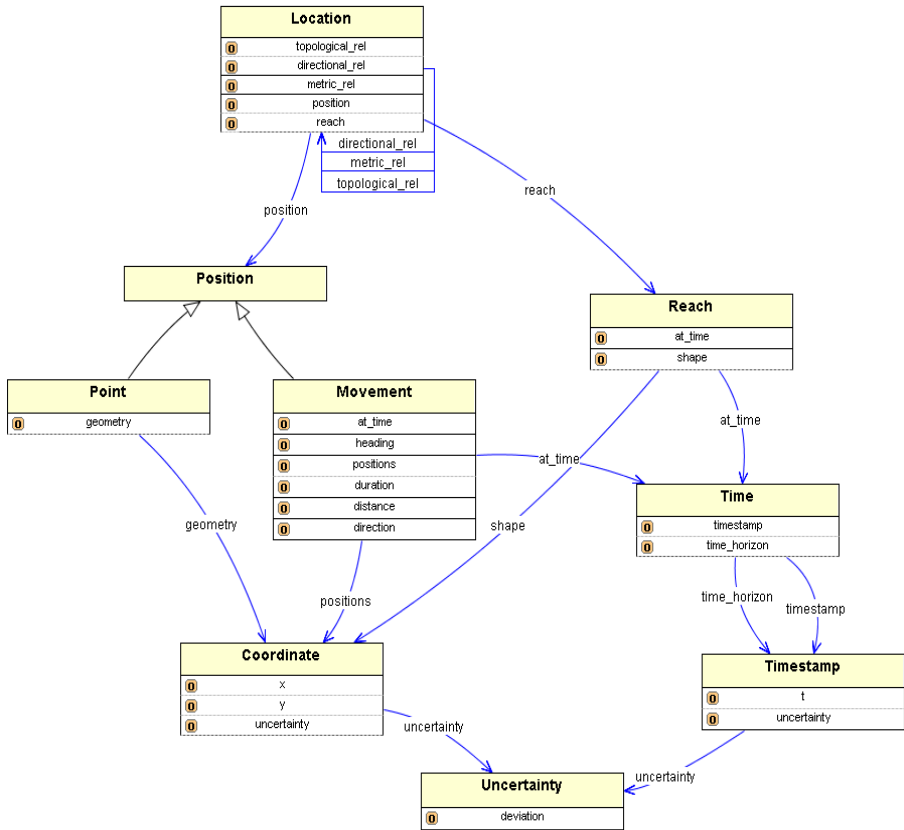 Location
topological_rel
directional_rel
metric_rel
position
reach
directional_rel
metric_rel
topological_rel
reach
position
Position
Reach
at_time
shape
Point
geometry
Movement
at_time
heading
positions
duration
distance
direction
at_time
at_time
Time
timestamp
time_horizon
geometry
shape
positions
time_horizon
timestamp
Coordinate
x
y
uncertainty
Timestamp
t
uncertainty
uncertainty
uncertainty
Uncertainty
deviation